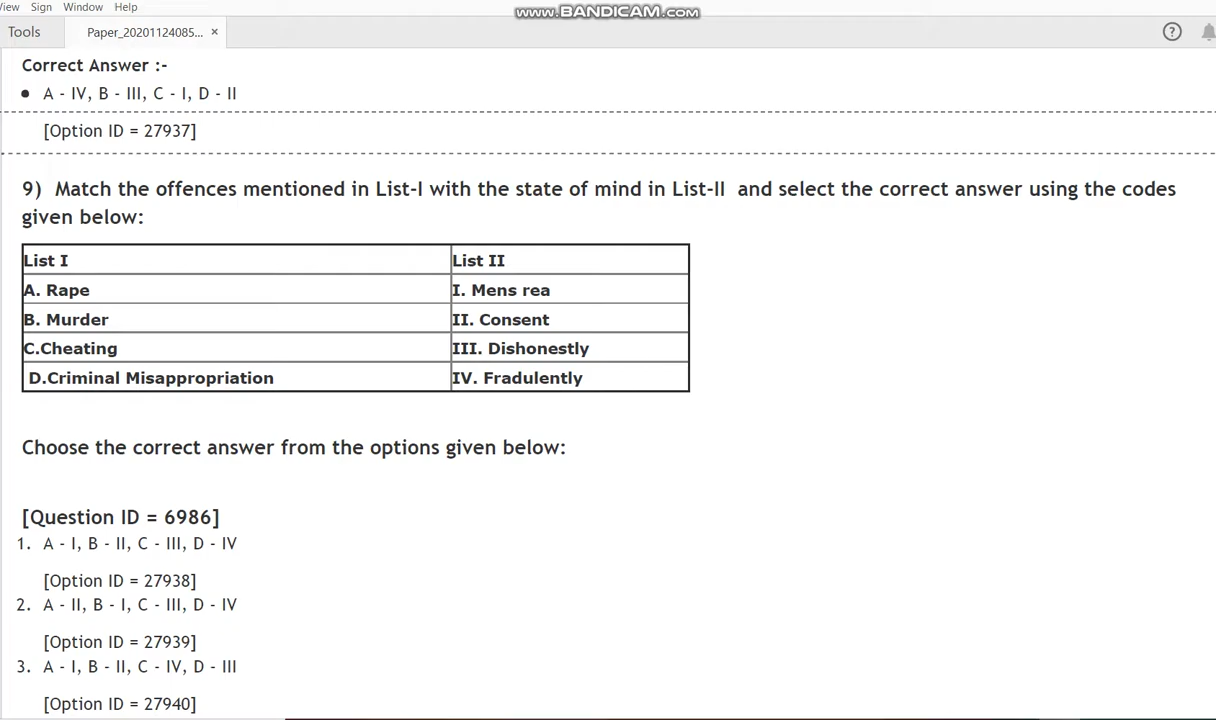 View Sign Window Help
www.BANDICAM.com
Tools Paper_20201124085... ×
?
Correct Answer :-
• A - IV, B - III, C - I, D - II
[Option ID = 27937]
9) Match the offences mentioned in List-I with the state of mind in List-II and select the correct answer using the codes
given below:
List I List II
A. Rape I. Mens rea
B. Murder II. Consent
C.Cheating III. Dishonestly
D.Criminal Misappropriation IV. Fradulently
Choose the correct answer from the options given below:
[Question ID = 6986]
1. A - I, B - II, C - III, D - IV
[Option ID = 27938]
2. A - II, B - I, C - III, D - IV
[Option ID = 27939]
3. A - I, B - II, C - IV, D - III
[Option ID = 27940]